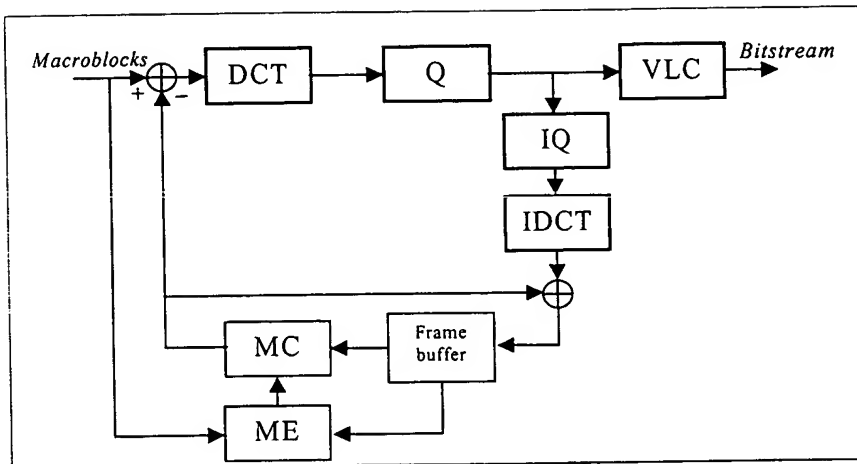 Macroblocks
DCT
Q
VLC
Bitstream
+
-
IQ
IDCT
MC
Frame
buffer
ME